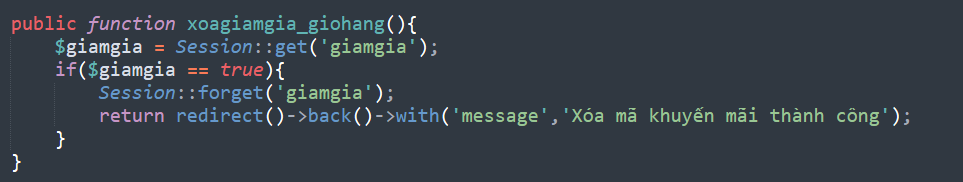 public function xoagiamgia_giohang(){
$giamgia = Session::get('giamgia');
if($giamgia == true){
Session::forget('giamgia');
return redirect()->back()->with('message','Xóa mã khuyến mãi thành công');
}
}